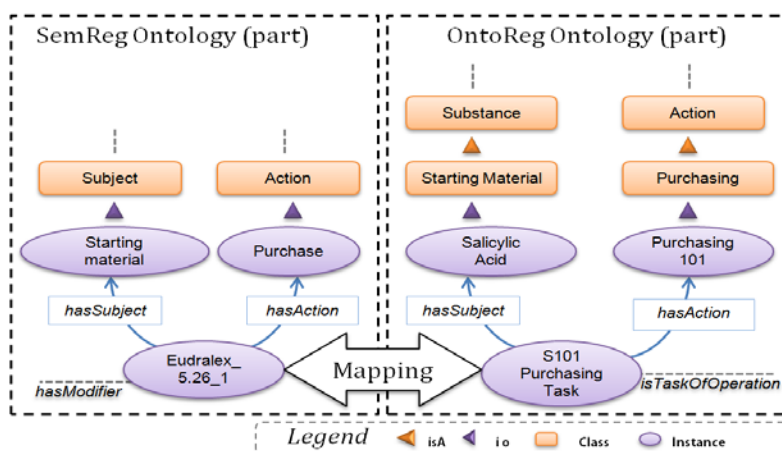 SemReg Ontology (part)
OntoReg Ontology (part)
Substance
Action
Subject
Action
Starting Material
Purchasing
Starting
material
Purchase
Salicylic
Acid
Purchasing
101
hasSubject
hasAction
hasSubject
hasAction
Eudralex_
5.26_1
Mapping
S101
Purchasing
Task
hasModifier
isTaskOfOperation
Legend
isA
io
Class
Instance